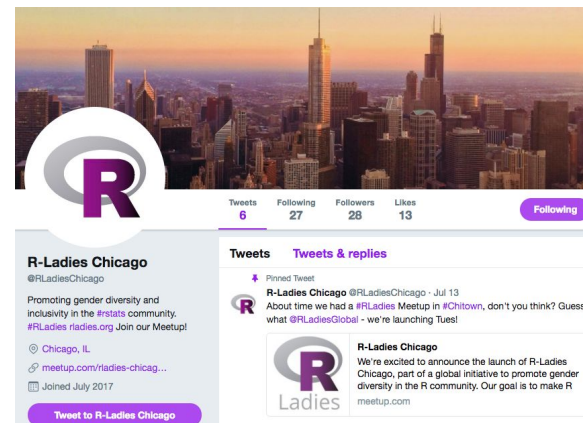 R
Tweets Following Followers Likes
6 27 28 13
Following
R-Ladies Chicago
@RLadiesChicago
Promoting gender diversity and
inclusivity in the #rstats community.
#RLadies rladies.org Join our Meetup!
Chicago, IL
meetup.com/rladies-chicag...
Joined July 2017
Tweet to R-Ladies Chicago
Tweets Tweets & replies
Pinned Tweet
R
R-Ladies Chicago @RLadiesChicago · Jul 13
About time we had a #RLadies Meetup in #Chitown, don't you think? Guess
what @RLadiesGlobal - we're launching Tues!
R
Ladies
R-Ladies Chicago
We're excited to announce the launch of R-Ladies
Chicago, part of a global initiative to promote gender
diversity in the R community. Our goal is to make R
meetup.com